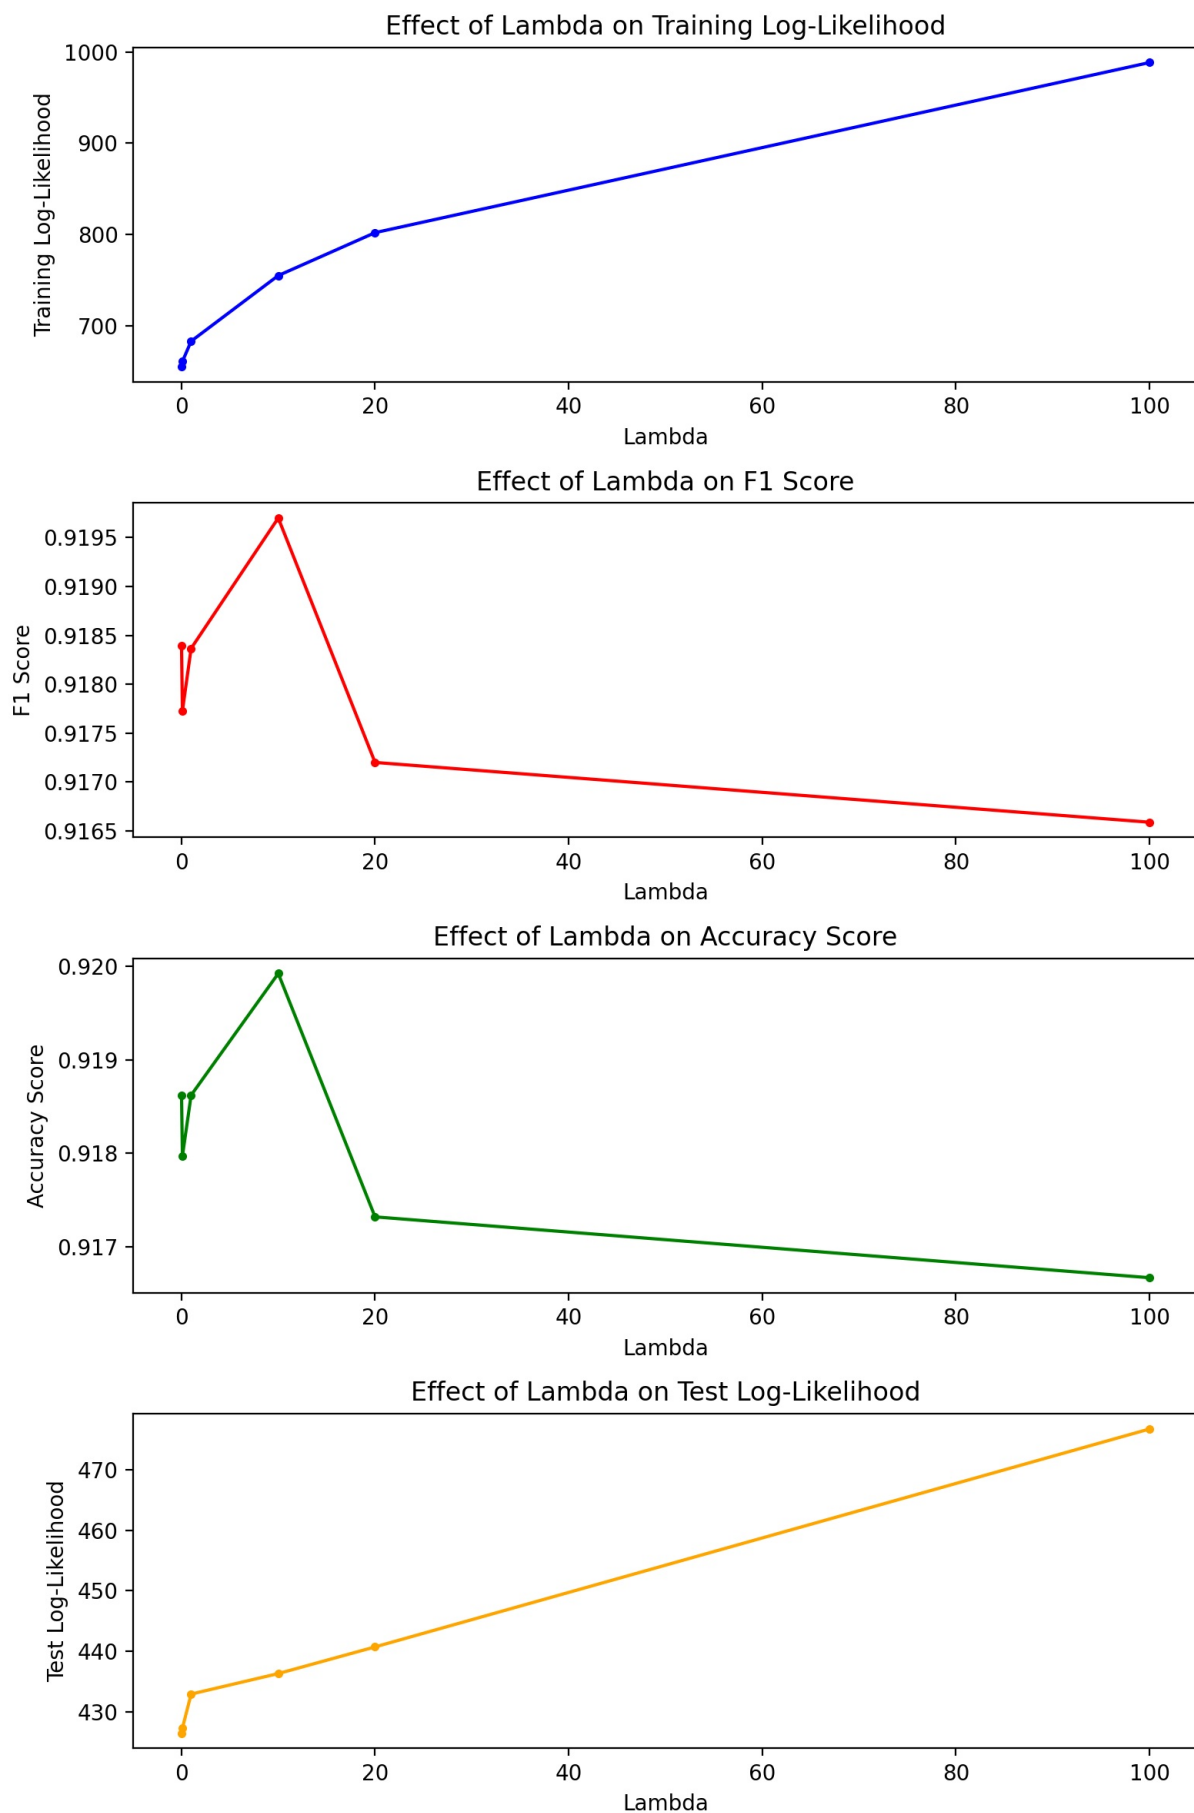 Effect of Lambda on Training Log-Likelihood
1000
900
800
700
Training Log-Likelihood
0 20 40 60 80 100
Lambda
Effect of Lambda on F1 Score
0.9195
0.9190
0.9185
0.9180
0.9175
0.9170
0.9165
F1 Score
0 20 40 60 80 100
Lambda
Effect of Lambda on Accuracy Score
0.920
0.919
0.918
0.917
Accuracy Score
0 20 40 60 80 100
Lambda
Effect of Lambda on Test Log-Likelihood
470
460
450
440
430
Test Log-Likelihood
0 20 40 60 80 100
Lambda